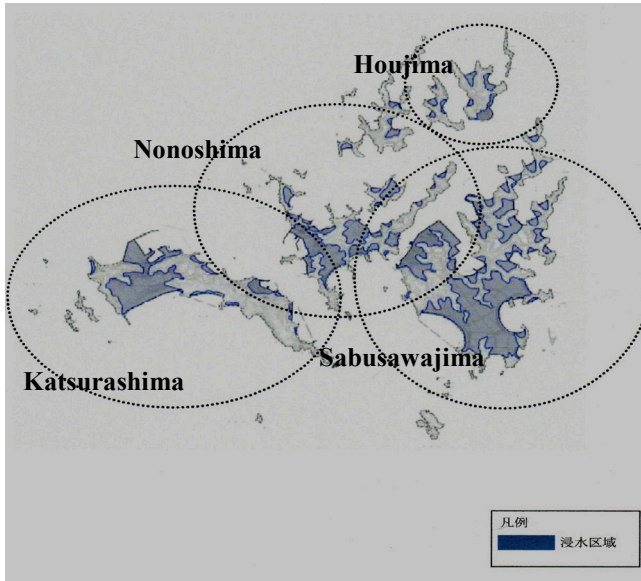 Houjima
Nonoshima
Sabusawajima
Katsurashima
凡例
浸水区域